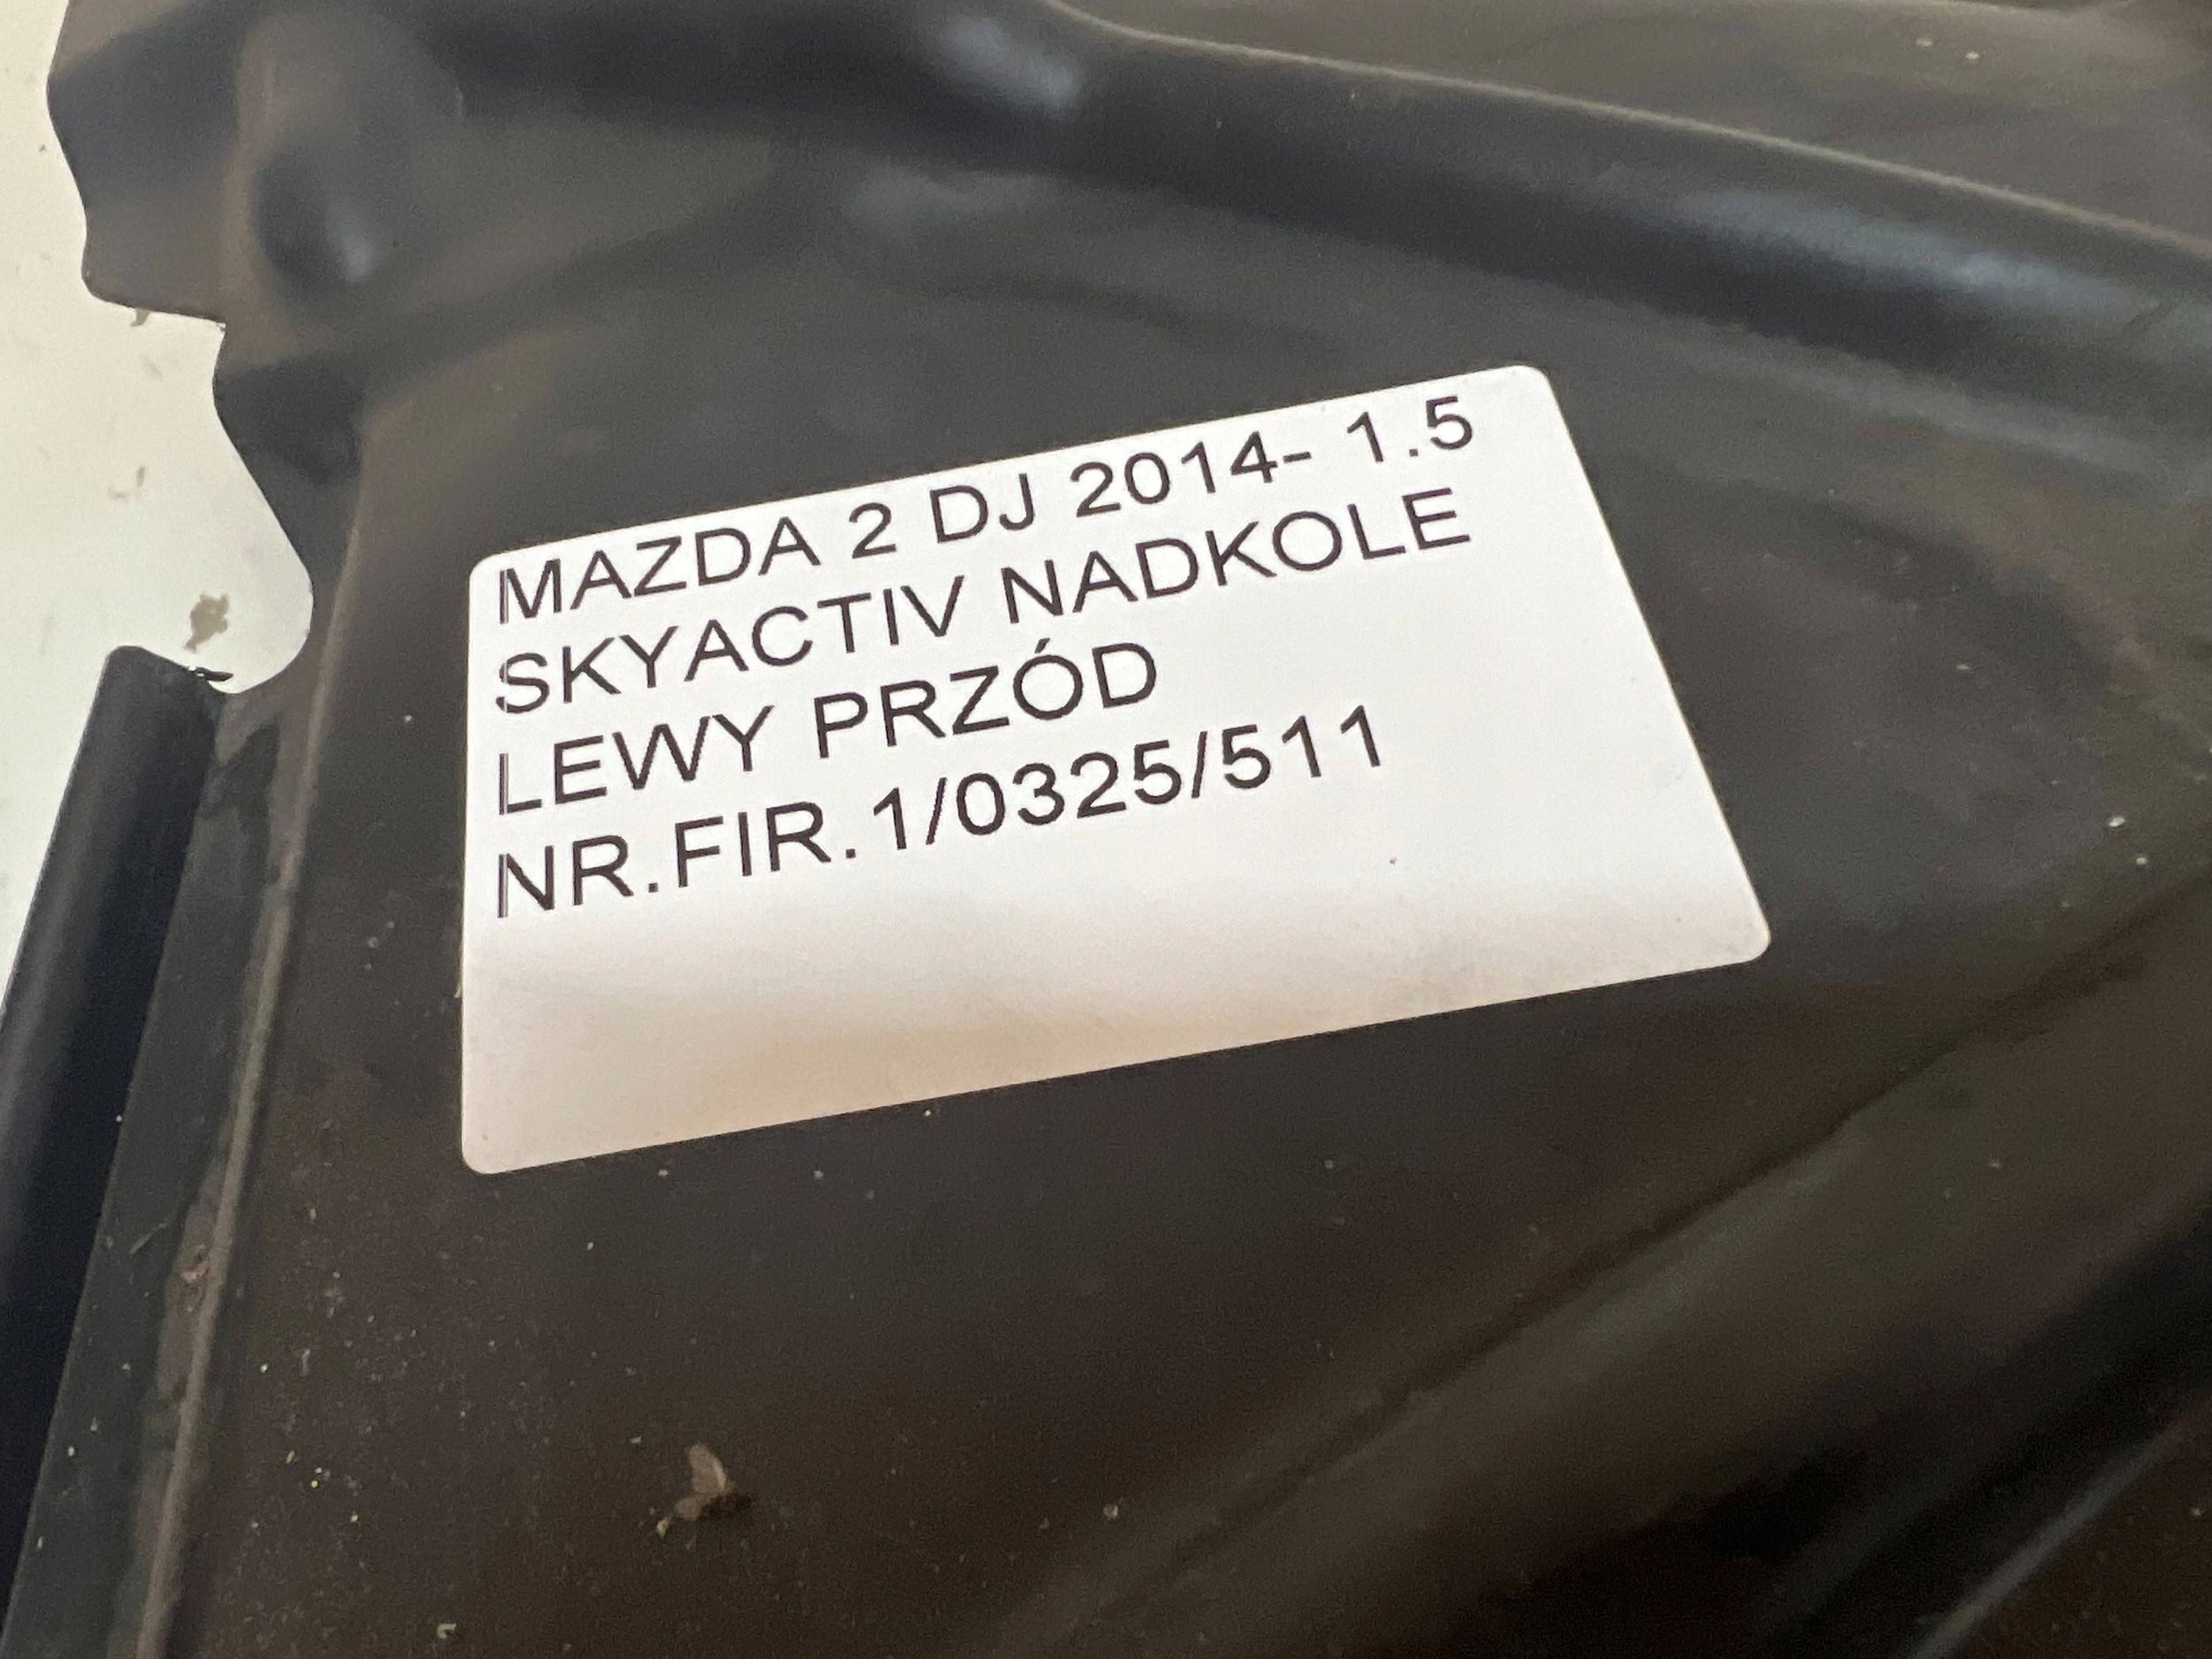 MAZDA 2 DJ 2014- 1.5
SKYACTIV NADKOLE
LEWY PRZÓD
NR.FIR.1/0325/511